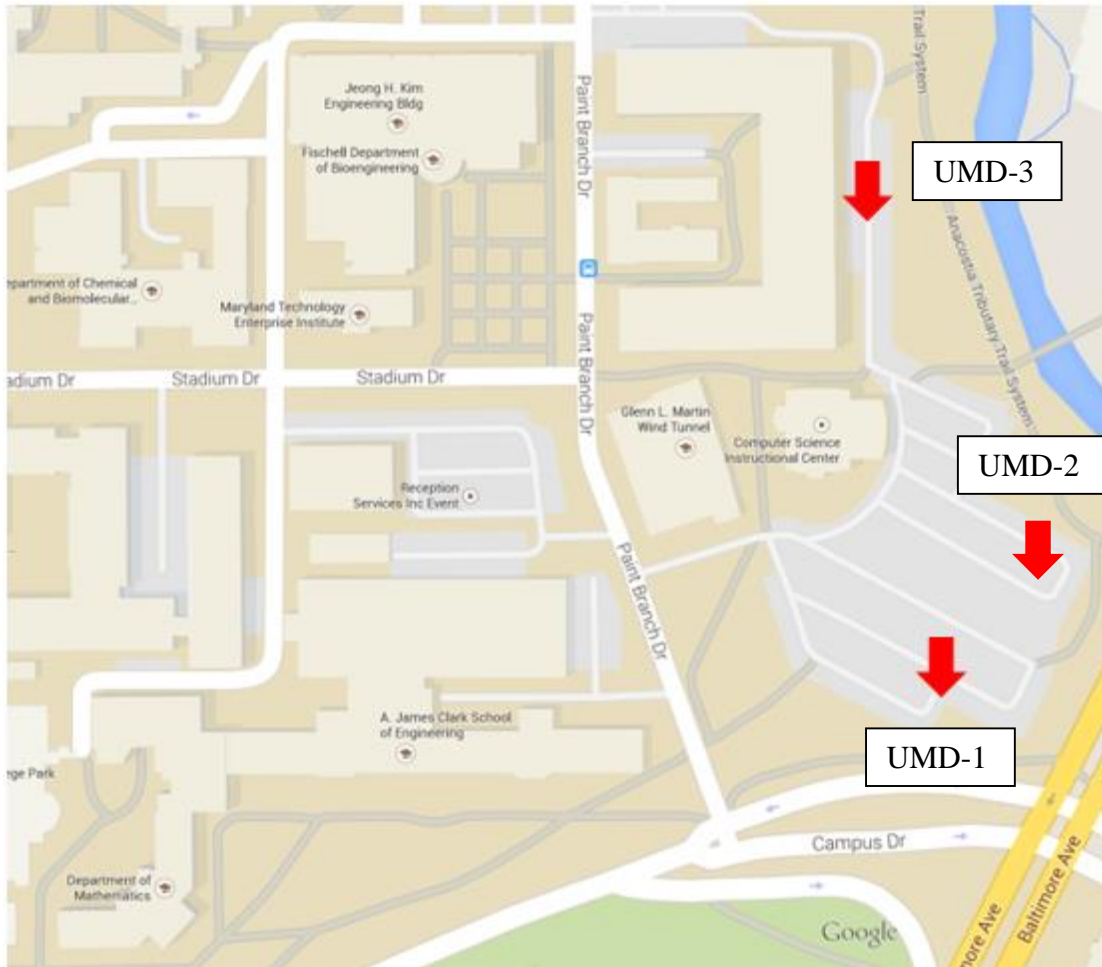 Trail System
Jeong H. Kim
Engineering Bldg
Paint Branch Dr
Fischell Department
of Bioengineering
UMD-3
Anacostia Tributary Trail System
epartment of Chemical
and Biomolecular...
Maryland Technology
Enterprise Institute
Paint Branch Dr
adium Dr
Stadium Dr
Stadium Dr
Glenn L. Martin
Wind Tunnel
Computer Science
Instructional Center
UMD-2
Reception
Services Inc Event
Paint Branch Dr
A. James Clark School
of Engineering
UMD-1
ege Park
Campus Dr
Department of
Mathematics
Google
more Ave
Baltimore Ave